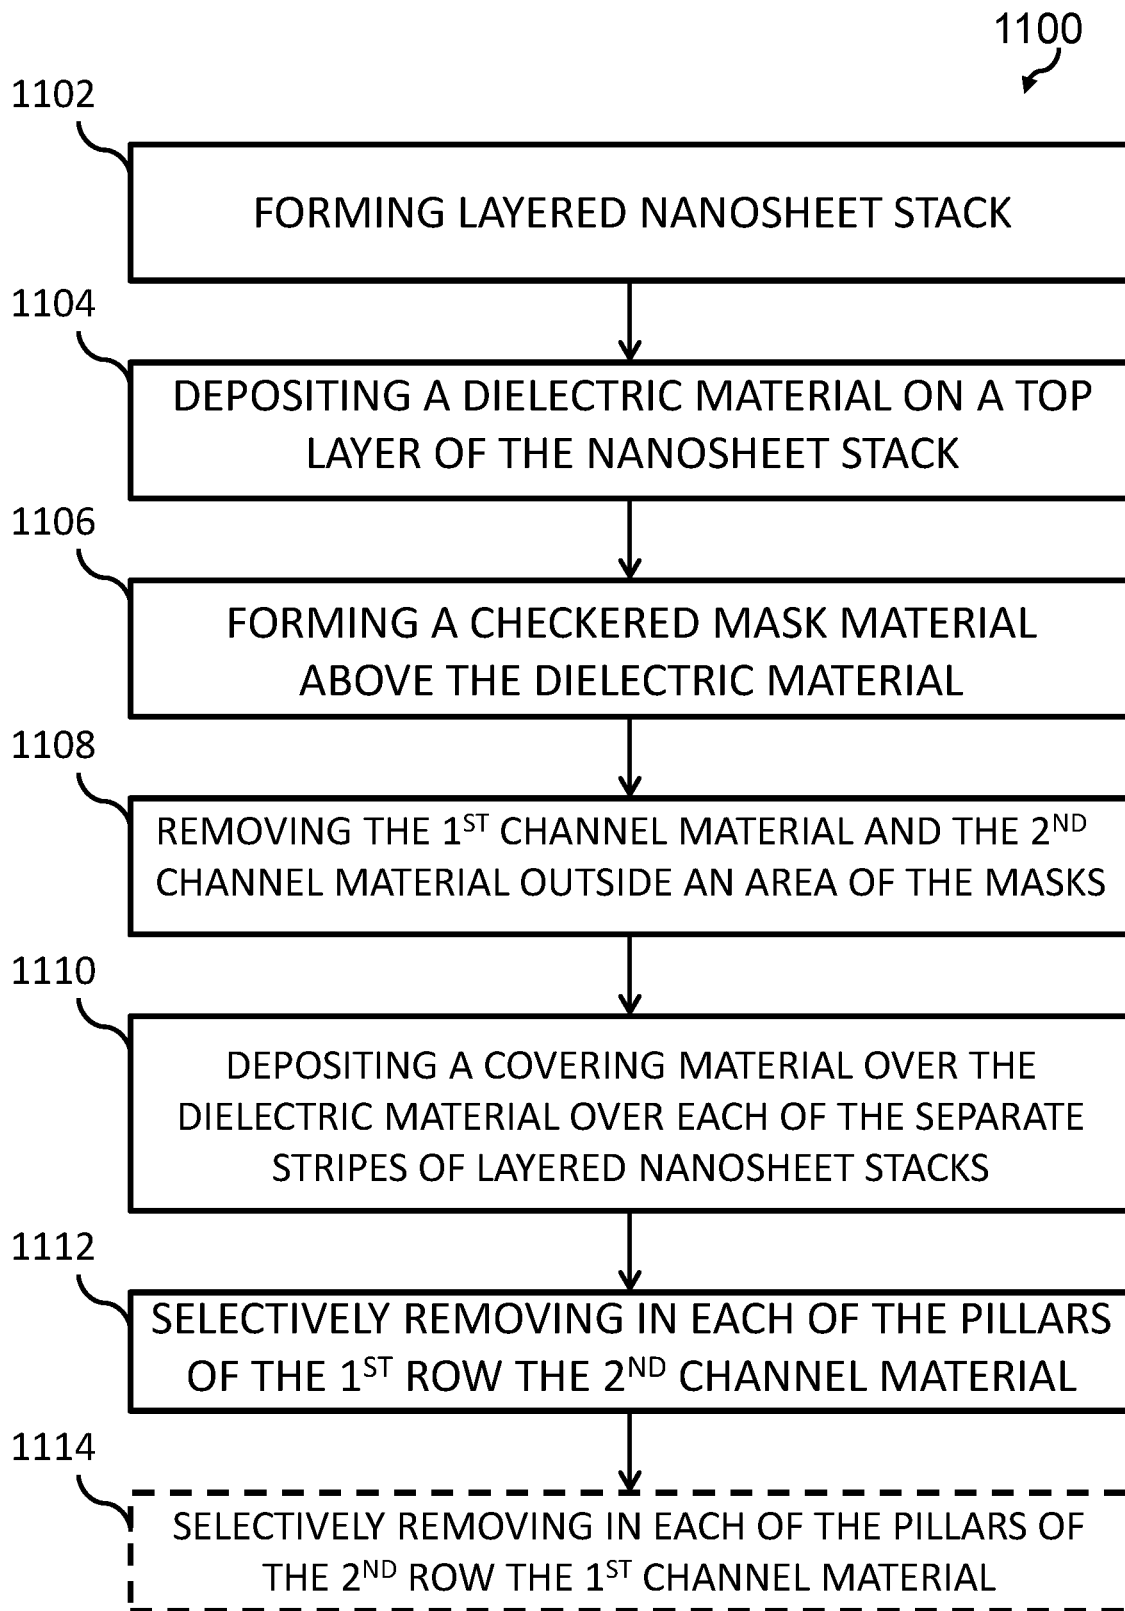 1100
1102
FORMING LAYERED NANOSHEET STACK
1104
DEPOSITING A DIELECTRIC MATERIAL ON A TOP
LAYER OF THE NANOSHEET STACK
1106
FORMING A CHECKERED MASK MATERIAL
ABOVE THE DIELECTRIC MATERIAL
1108
REMOVING THE 1ST CHANNEL MATERIAL AND THE 2ND
CHANNEL MATERIAL OUTSIDE AN AREA OF THE MASKS
1110
DEPOSITING A COVERING MATERIAL OVER THE
DIELECTRIC MATERIAL OVER EACH OF THE SEPARATE
STRIPES OF LAYERED NANOSHEET STACKS
1112
SELECTIVELY REMOVING IN EACH OF THE PILLARS
OF THE 1ST ROW THE 2ND CHANNEL MATERIAL
1114
SELECTIVELY REMOVING IN EACH OF THE PILLARS OF
THE 2ND ROW THE 1ST CHANNEL MATERIAL